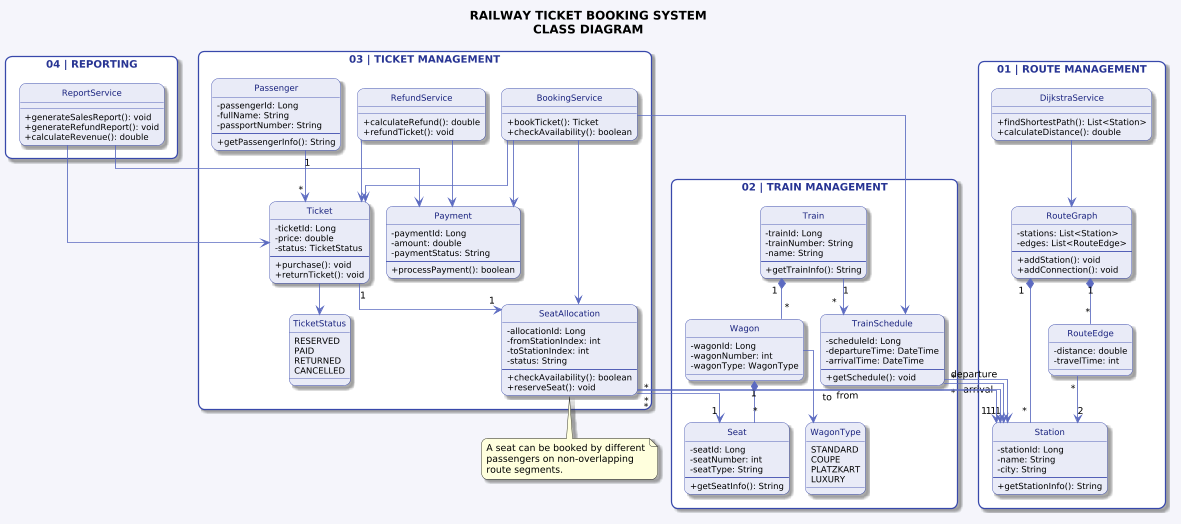 RAILWAY TICKET BOOKING SYSTEM
CLASS DIAGRAM
04 | REPORTING
ReportService
+generateSalesReport(): void
+generateRefundReport(): void
+calculateRevenue(): double
03 | TICKET MANAGEMENT
Passenger
-passengerId: Long
-fullName: String
-passportNumber: String
+getPassengerInfo(): String
RefundService
+calculateRefund(): double
+refundTicket(): void
BookingService
+bookTicket(): Ticket
+checkAvailability(): boolean
1
*
Ticket
-ticketId: Long
-price: double
-status: TicketStatus
+purchase(): void
+returnTicket(): void
Payment
-paymentId: Long
-amount: double
-paymentStatus: String
+processPayment(): boolean
1
1
TicketStatus
RESERVED
PAID
RETURNED
CANCELLED
SeatAllocation
-allocationId: Long
-fromStationIndex: int
-toStationIndex: int
-status: String
+checkAvailability(): boolean
+reserveSeat(): void
*
*
*
A seat can be booked by different
passengers on non-overlapping
route segments.
02 | TRAIN MANAGEMENT
Train
-trainId: Long
-trainNumber: String
-name: String
+getTrainInfo(): String
1
*
1
*
Wagon
-wagonId: Long
-wagonNumber: int
-wagonType: WagonType
TrainSchedule
-scheduleId: Long
-departureTime: DateTime
-arrivalTime: DateTime
+getSchedule(): void
1
*
1
to
from
Seat
-seatId: Long
-seatNumber: int
-seatType: String
+getSeatInfo(): String
WagonType
STANDARD
COUPE
PLATZKART
LUXURY
*
departure
*
arrival
01 | ROUTE MANAGEMENT
DijkstraService
+findShortestPath(): List<Station>
+calculateDistance(): double
RouteGraph
-stations: List<Station>
-edges: List<RouteEdge>
+addStation(): void
+addConnection(): void
1
*
1
*
RouteEdge
-distance: double
-travelTime: int
*
2
1111
Station
-stationId: Long
-name: String
-city: String
+getStationInfo(): String